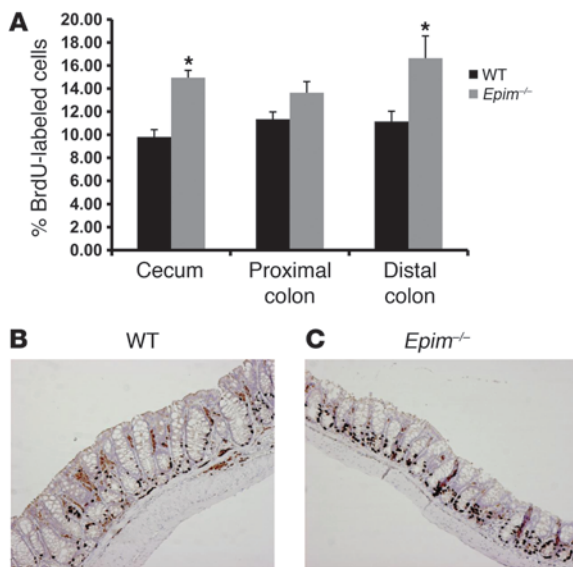 A
% BrdU-labeled cells
20.00
18.00
16.00
14.00
12.00
10.00
8.00
6.00
4.00
2.00
0.00
*
*
WT
Epim–/–
Cecum
Proximal
colon
Distal
colon
B
WT
C
Epim–/–